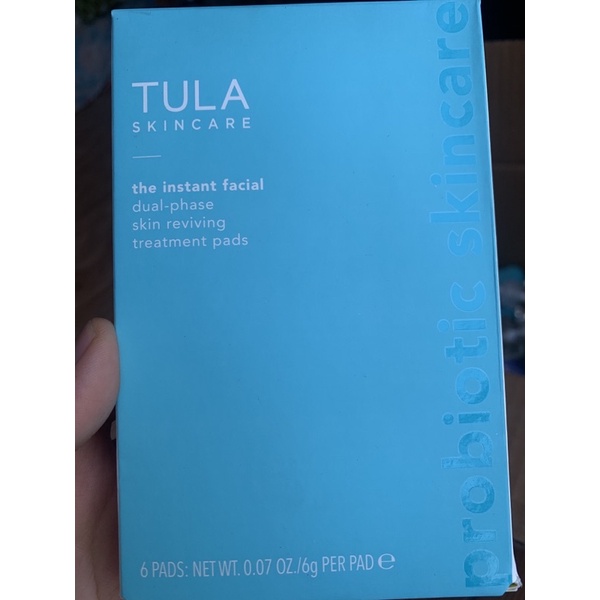 TULA
SKINCARE
the instant facial
dual-phase
skin reviving
treatment pads
probiotic skincare
6 PADS: NET WT. 0.07 OZ./6g PER PAD ℮